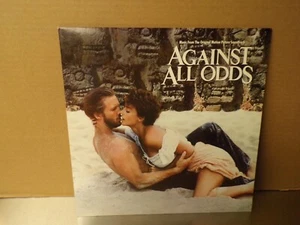 Music from the Original Motion Picture Soundtrack
AGAINST
ALL ODDS